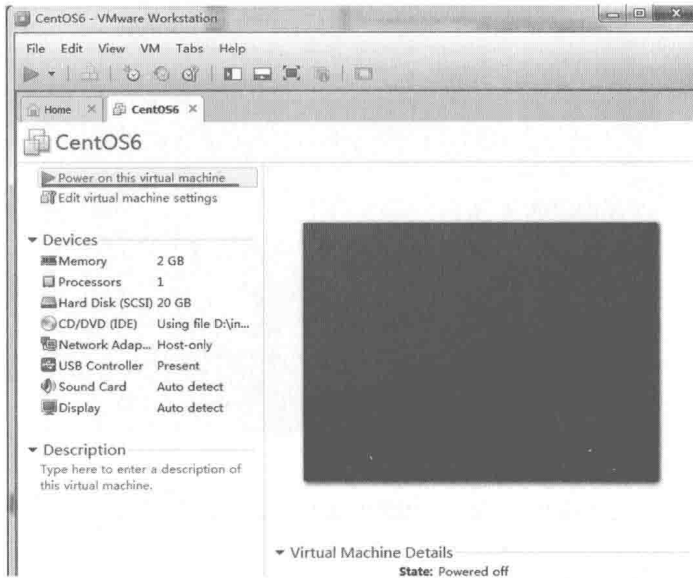 CentOS6 - VMware Workstation
File Edit View VM Tabs Help
Home CentOS6
CentOS6
Power on this virtual machine
Edit virtual machine settings
Devices
Memory 2 GB
Processors 1
Hard Disk (SCSI) 20 GB
CD/DVD (IDE) Using file D:\in...
Network Adap... Host-only
USB Controller Present
Sound Card Auto detect
Display Auto detect
Description
Type here to enter a description of
this virtual machine.
Virtual Machine Details
State: Powered off